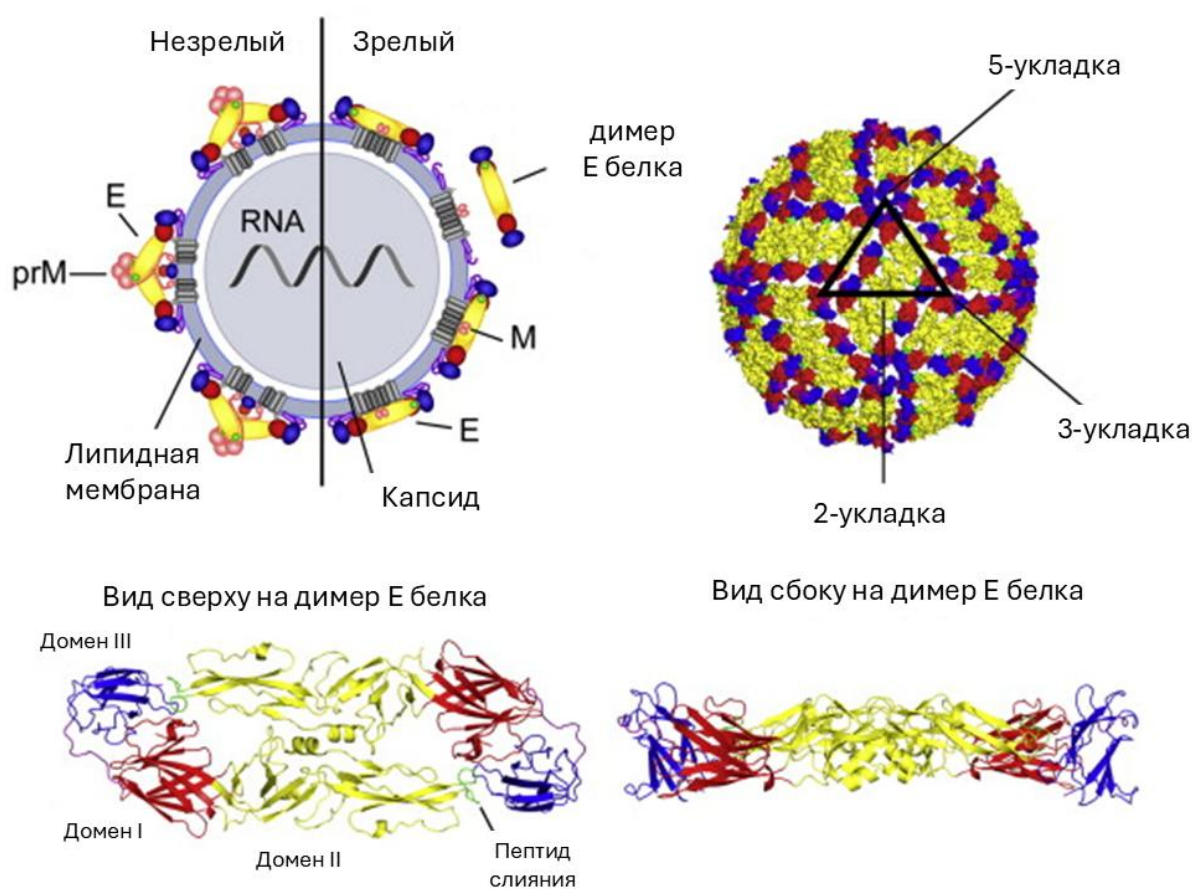 Незрелый
Зрелый
5-укладка
димер
E белка
E
RNA
prM
M
E
3-укладка
Липидная
мембрана
Капсид
2-укладка
Вид сверху на димер E белка
Вид сбоку на димер E белка
Домен III
Домен I
Домен II
Пептид
слияния